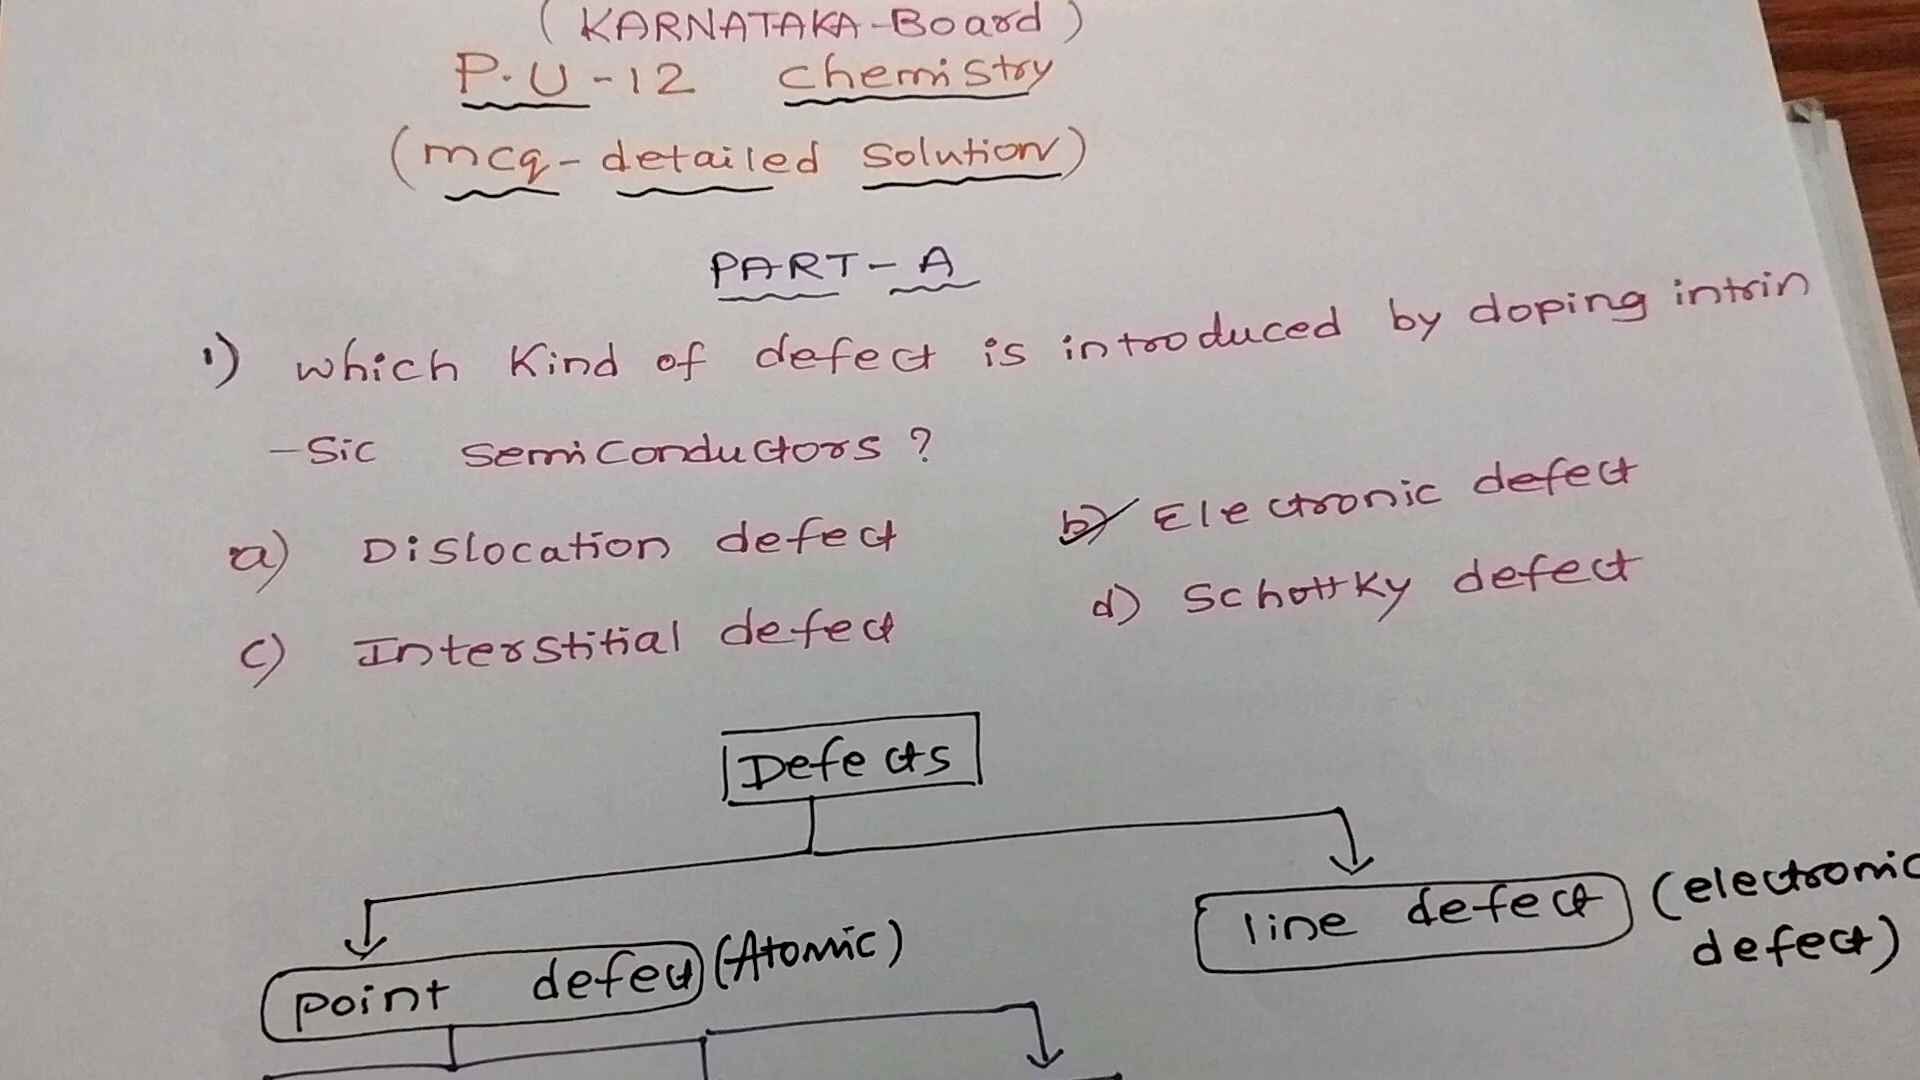 (KARNATAKA-Board)
P.U-12 chemistry
(mcq-detailed solution)
PART-A
1) which Kind of defect is introduced by doping intrin
-sic semiconductors?
a) Dislocation defect b) Electronic defect
c) Interstitial defect d) Schottky defect
Defects
point defect (Atomic) line defect (electronic
defect)